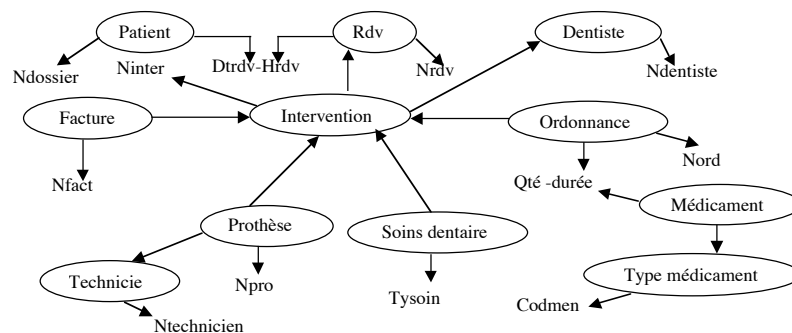 Patient
Rdv
Dentiste
Ndossier
Ninter
Dtrdv-Hrdv
Nrdv
Ndentiste
Facture
Intervention
Ordonnance
Nord
Nfact
Qté -durée
Prothèse
Soins dentaire
Médicament
Technicie
Npro
Tysoin
Type médicament
Codmen
Ntechnicien